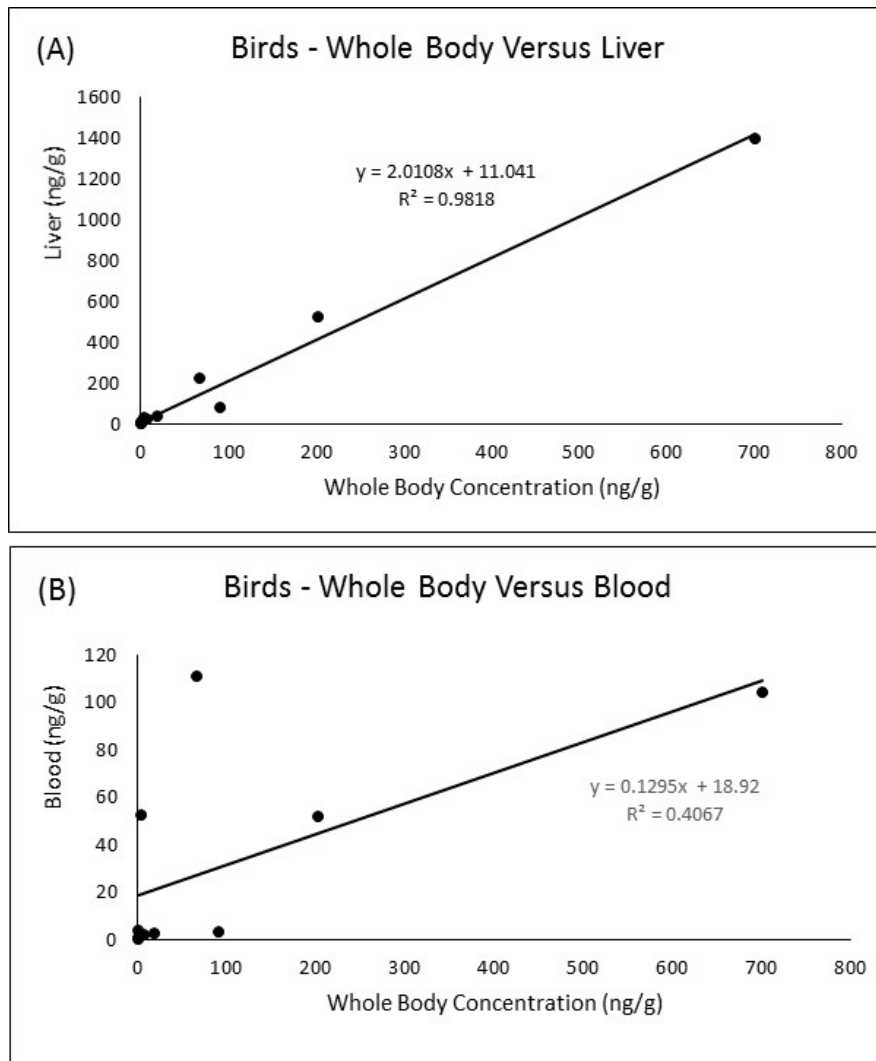 (A)
Birds - Whole Body Versus Liver
1600
1400
1200
1000
800
600
400
200
0
Liver (ng/g)
y = 2.0108x + 11.041
R² = 0.9818
0 100 200 300 400 500 600 700 800
Whole Body Concentration (ng/g)
(B)
Birds - Whole Body Versus Blood
120
100
80
60
40
20
0
Blood (ng/g)
y = 0.1295x + 18.92
R² = 0.4067
0 100 200 300 400 500 600 700 800
Whole Body Concentration (ng/g)